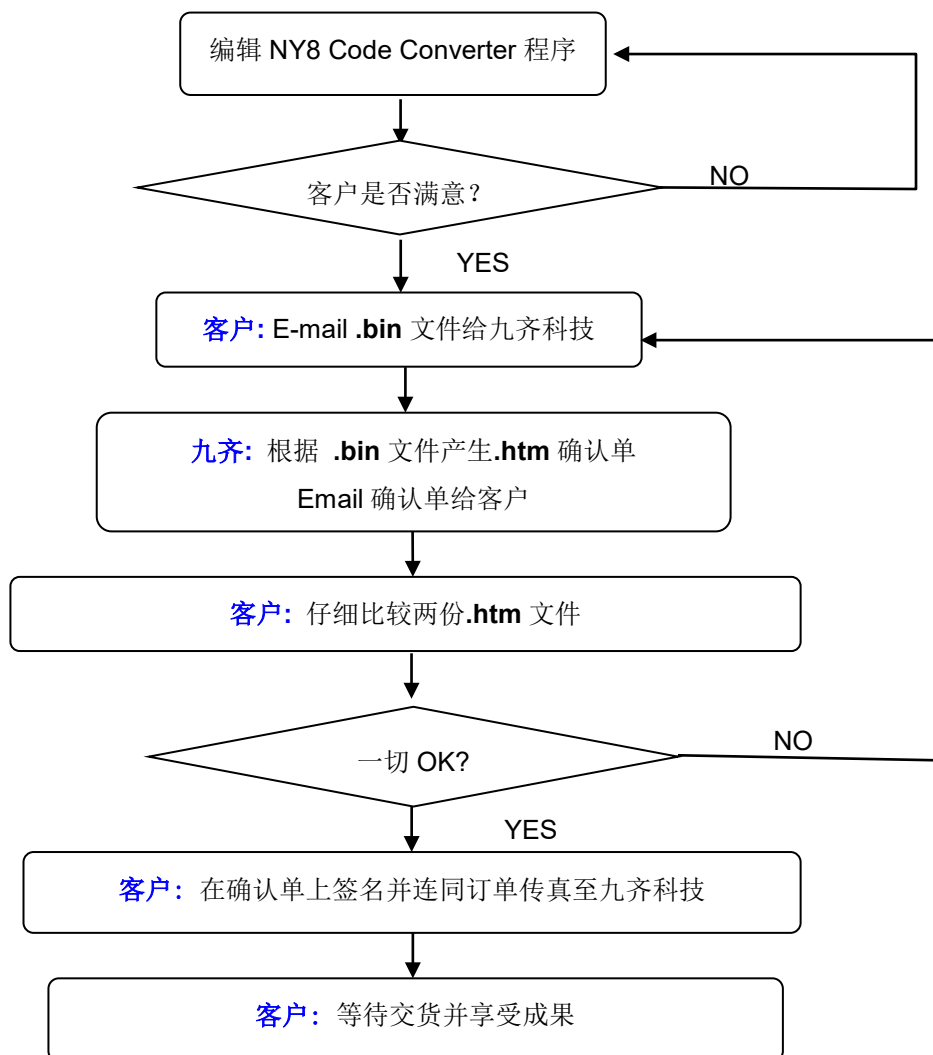 编辑 NY8 Code Converter 程序
客户是否满意？
NO
YES
客户: E-mail .bin 文件给九齐科技
九齐: 根据 .bin 文件产生.htm 确认单
Email 确认单给客户
客户: 仔细比较两份.htm 文件
一切 OK?
NO
YES
客户：在确认单上签名并连同订单传真至九齐科技
客户：等待交货并享受成果